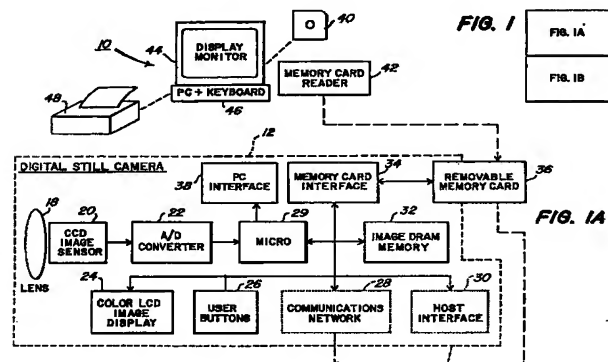 10
44
DISPLAY
MONITOR
40
FIG. 1
FIG. 1A
FIG. 1B
48
PC + KEYBOARD
46
MEMORY CARD
READER
42
12
DIGITAL STILL CAMERA
38
PC
INTERFACE
MEMORY CARD
INTERFACE
34
REMOVABLE
MEMORY CARD
36
FIG. 1A
18
LENS
20
CCD
IMAGE
SENSOR
22
A/D
CONVERTER
29
MICRO
32
IMAGE DRAM
MEMORY
24
COLOR LCD
IMAGE
DISPLAY
26
USER
BUTTONS
28
COMMUNICATIONS
NETWORK
30
HOST
INTERFACE